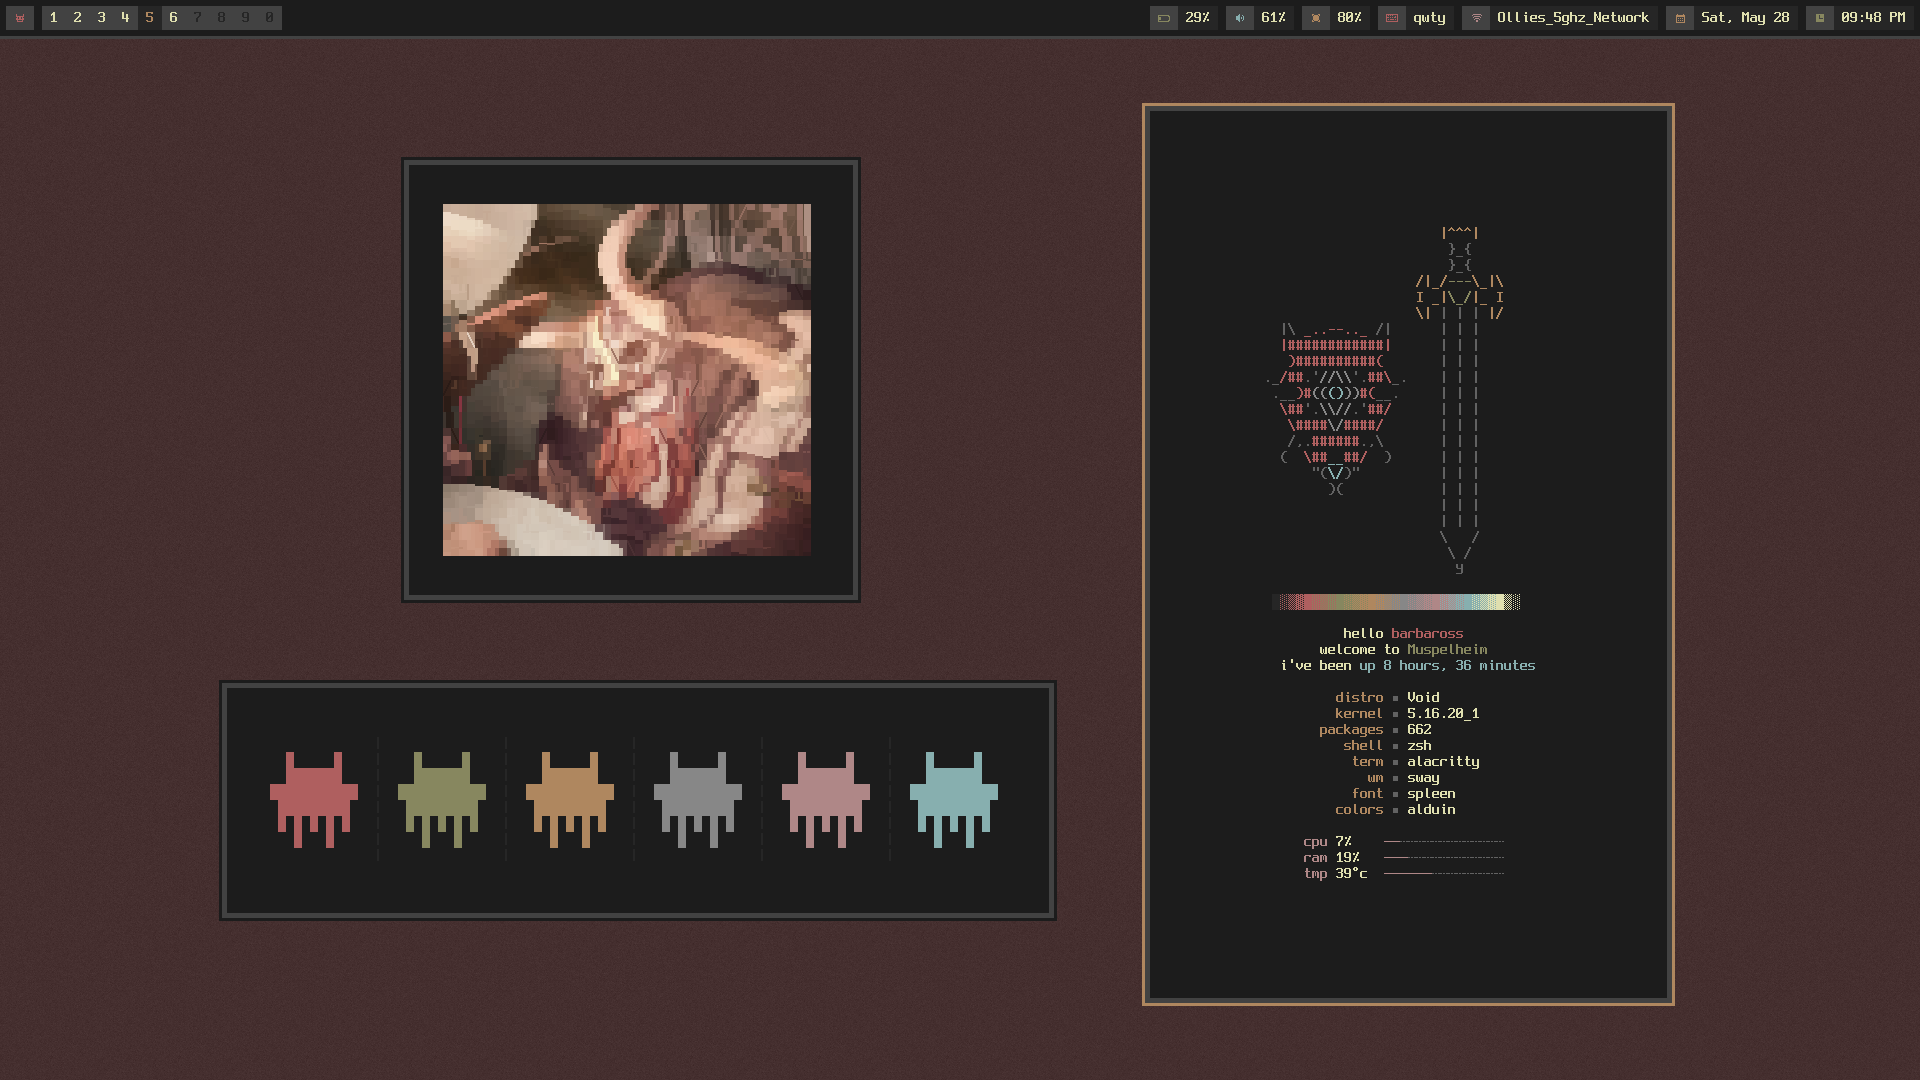 1 2 3 4 5 6 7 8 9 0
29% 61% 80% qwty Ollies_5ghz_Network Sat, May 28 09:48 PM
hello barbaross
welcome to Muspelheim
i've been up 8 hours, 36 minutes
distro ▪ Void
kernel ▪ 5.16.20_1
packages ▪ 662
shell ▪ zsh
term ▪ alacritty
wm ▪ sway
font ▪ spleen
colors ▪ alduin
cpu 7%
ram 19%
tmp 39°c